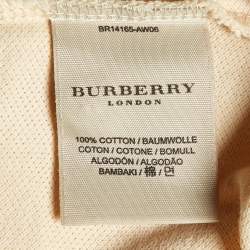 BR14165-AW06
BURBERRY
LONDON
100% COTTON / BAUMWOLLE
COTON / COTONE / BOMULL
ALGODÓN / ALGODÃO
BAMBAKI / 棉 / 면